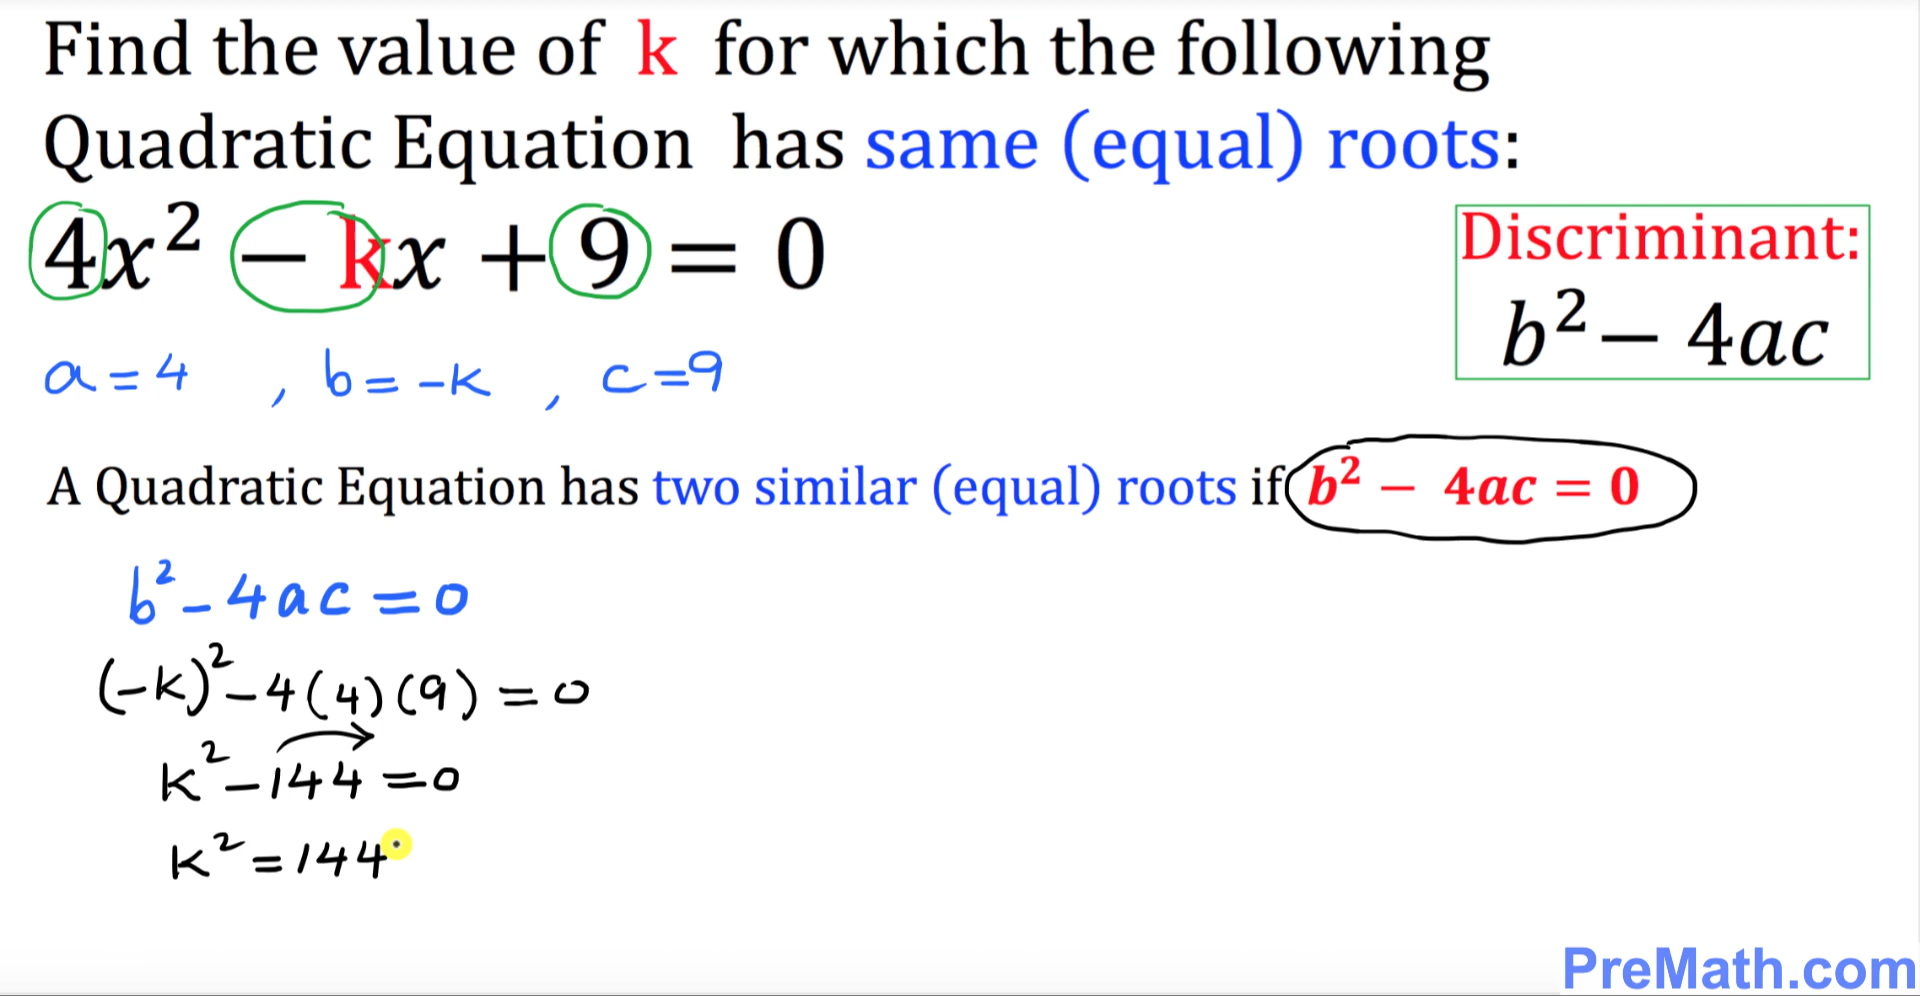 Find the value of k for which the following
Quadratic Equation has same (equal) roots:
4x² − kx + 9 = 0
Discriminant:
b² − 4ac
a = 4 , b = -k , c = 9
A Quadratic Equation has two similar (equal) roots if b² − 4ac = 0
b² - 4ac = 0
(-k)² - 4(4)(9) = 0
k² - 144 = 0
k² = 144
PreMath.com